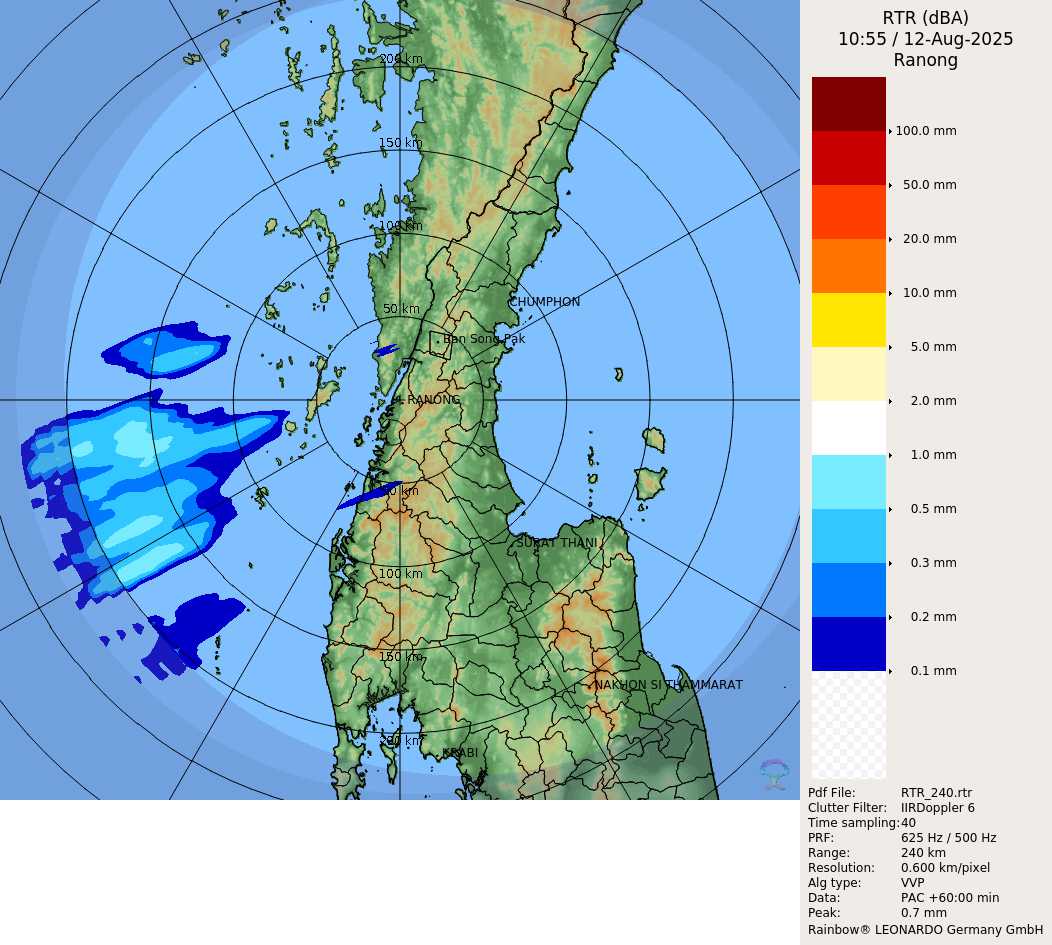 RTR (dBA)
10:55 / 12-Aug-2025
Ranong
200 km
150 km
100 km
50 km
CHUMPHON
Ban Song Pak
RANONG
SURAT THANI
100 km
150 km
200 km
NAKHON SI THAMMARAT
KRABI
100.0 mm
50.0 mm
20.0 mm
10.0 mm
5.0 mm
2.0 mm
1.0 mm
0.5 mm
0.3 mm
0.2 mm
0.1 mm
Pdf File: RTR_240.rtr
Clutter Filter: IIRDoppler 6
Time sampling:40
PRF: 625 Hz / 500 Hz
Range: 240 km
Resolution: 0.600 km/pixel
Alg type: VVP
Data: PAC +60:00 min
Peak: 0.7 mm
Rainbow® LEONARDO Germany GmbH